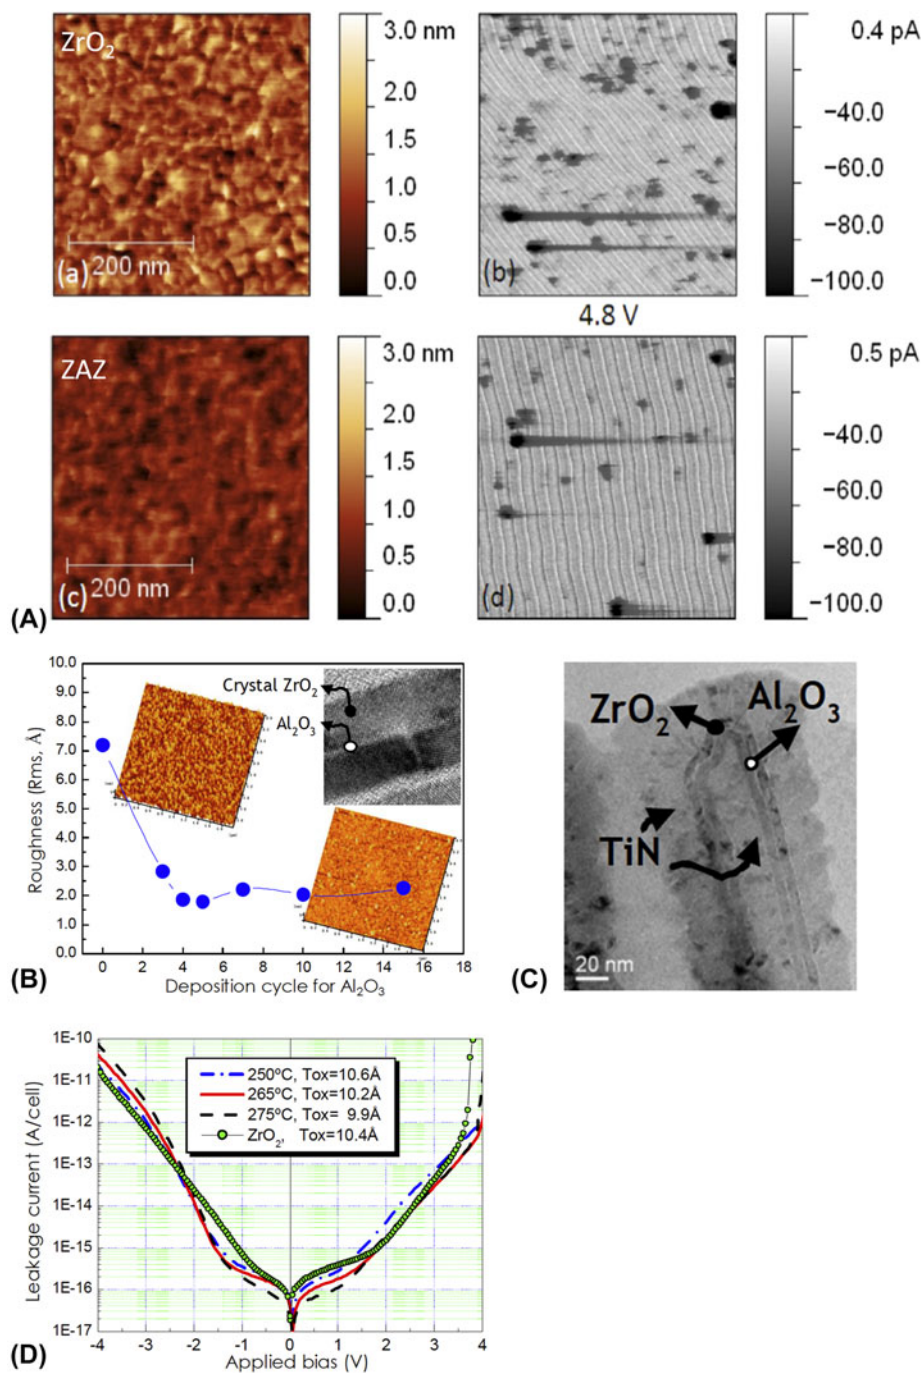 ZrO2
3.0 nm
2.0
1.5
1.0
0.5
0.0
200 nm
(a)
0.4 pA
−40.0
−60.0
−80.0
−100.0
(b)
4.8 V
ZAZ
3.0 nm
2.0
1.5
1.0
0.5
0.0
200 nm
(c)
0.5 pA
−40.0
−60.0
−80.0
−100.0
(d)
(A)
10.0
9.0
8.0
7.0
6.0
5.0
4.0
3.0
2.0
1.0
0.0
Roughness (Rms, Å)
Crystal ZrO2
Al2O3
0 2 4 6 8 10 12 14 16 18
Deposition cycle for Al2O3
(B)
ZrO2
Al2O3
TiN
20 nm
(C)
1E-10
1E-11
1E-12
1E-13
1E-14
1E-15
1E-16
1E-17
Leakage current (A/cell)
250ºC, Tox=10.6Å
265ºC, Tox=10.2Å
275ºC, Tox= 9.9Å
ZrO2, Tox=10.4Å
-4 -3 -2 -1 0 1 2 3 4
Applied bias (V)
(D)